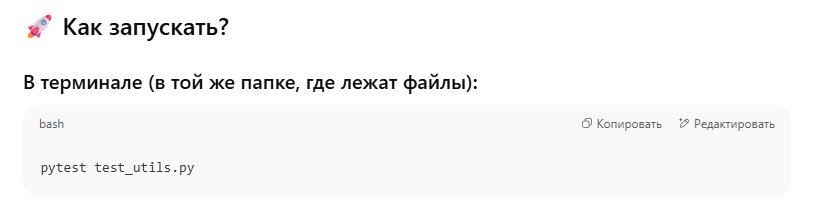 🚀 Как запускать?
В терминале (в той же папке, где лежат файлы):
bash Копировать Редактировать
pytest test_utils.py